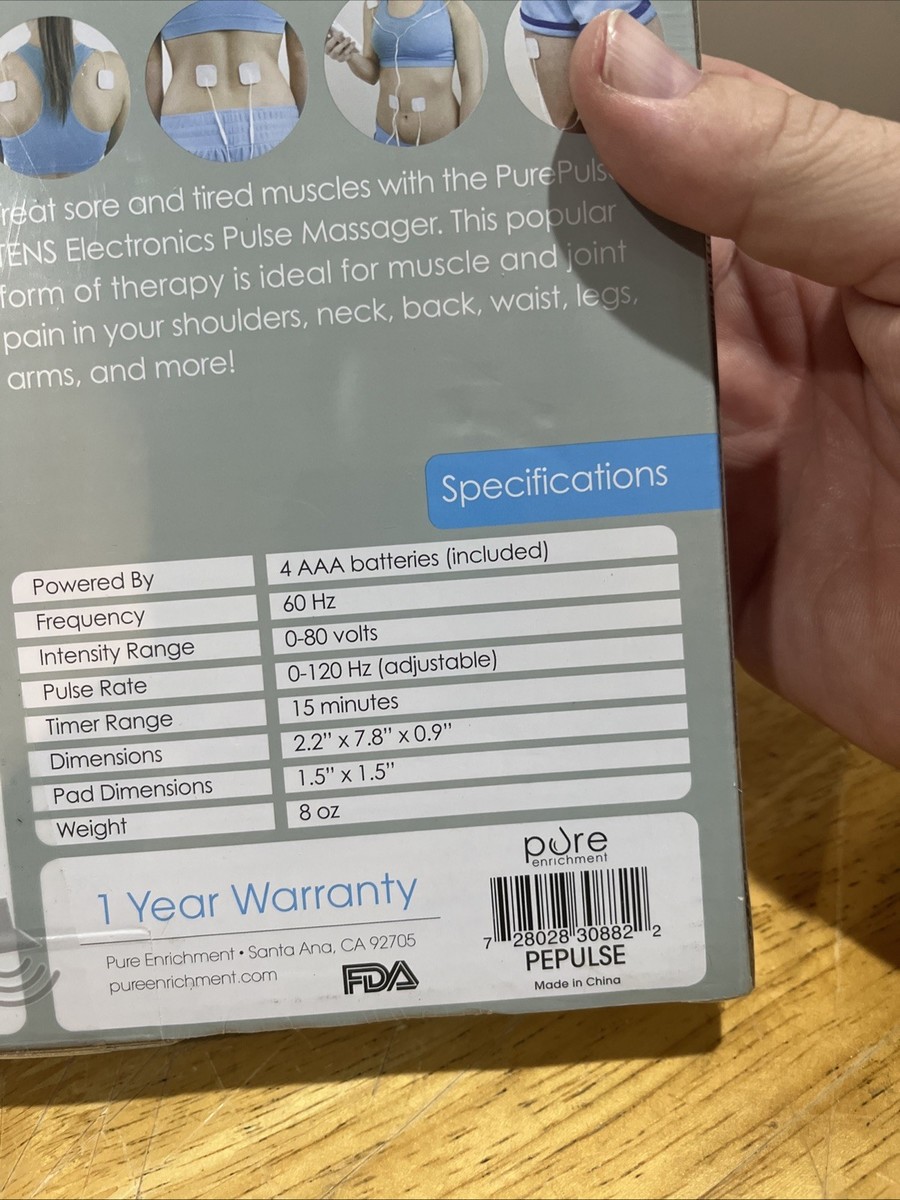 reat sore and tired muscles with the PurePuls
TENS Electronics Pulse Massager. This popular
form of therapy is ideal for muscle and joint
pain in your shoulders, neck, back, waist, legs,
arms, and more!
Specifications
Powered By 4 AAA batteries (included)
Frequency 60 Hz
Intensity Range 0-80 volts
Pulse Rate 0-120 Hz (adjustable)
Timer Range 15 minutes
Dimensions 2.2" x 7.8" x 0.9"
Pad Dimensions 1.5" x 1.5"
Weight 8 oz
1 Year Warranty
Pure Enrichment • Santa Ana, CA 92705
pureenrichment.com
FDA
pure
enrichment
7 28028 30882 2
PEPULSE
Made in China